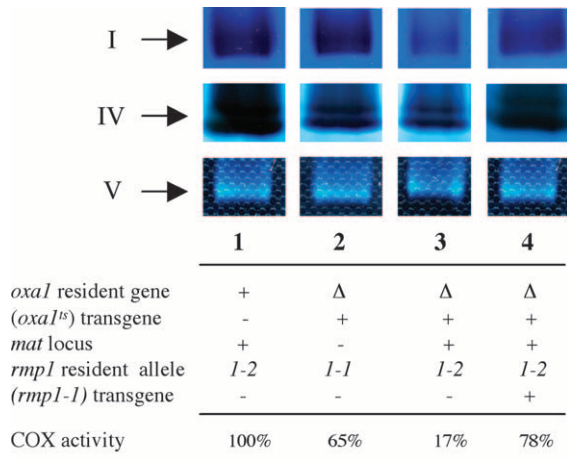 I
IV
V
1 2 3 4
oxa1 resident gene + Δ Δ Δ
(oxa1ts) transgene - + + +
mat locus + - + +
rmp1 resident allele 1-2 1-1 1-2 1-2
(rmp1-1) transgene - - - +
COX activity 100% 65% 17% 78%